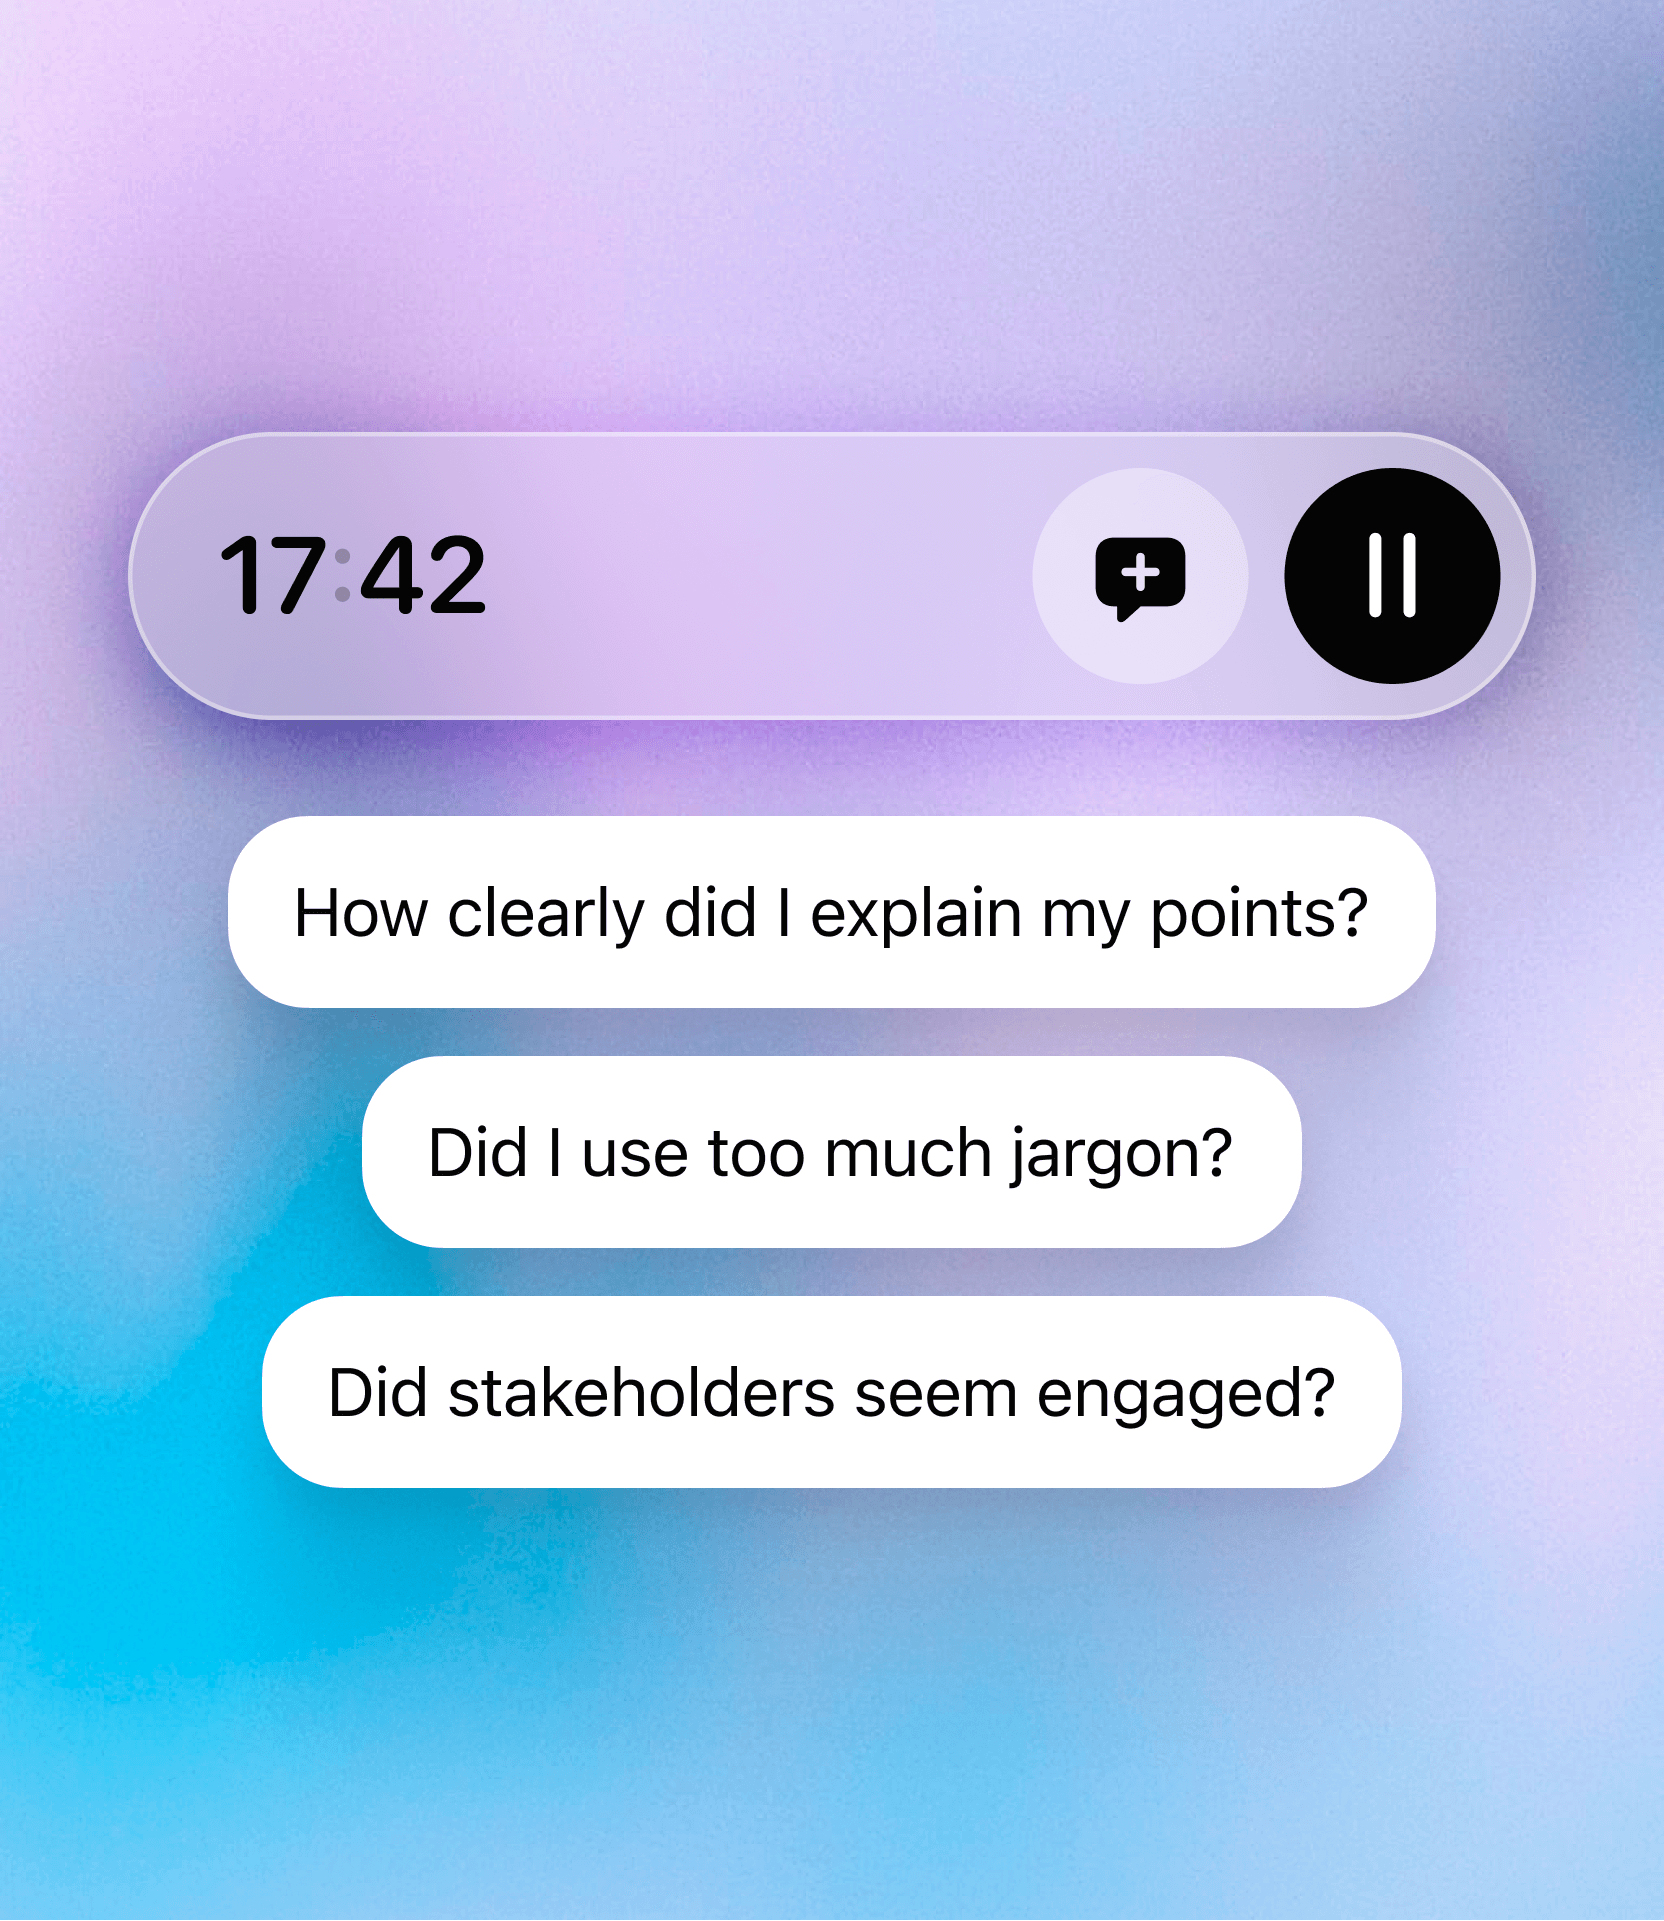 17:42
How clearly did I explain my points?
Did I use too much jargon?
Did stakeholders seem engaged?